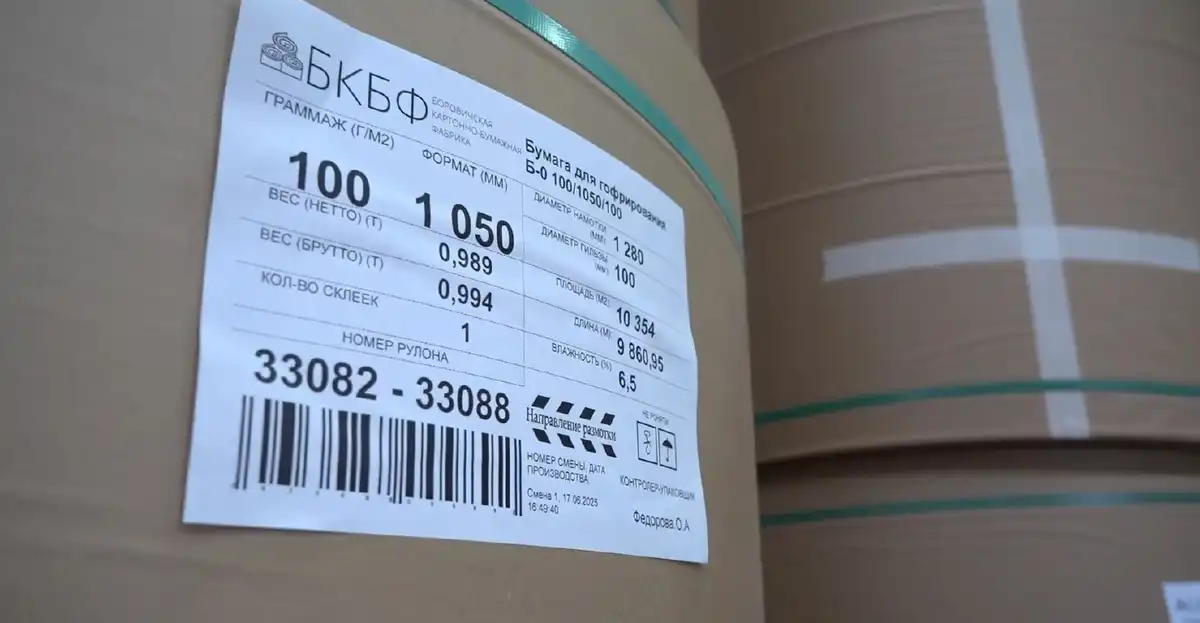 БКБФ
БОРОВИЧСКАЯ
КАРТОННО-БУМАЖНАЯ
ФАБРИКА
Бумага для гофрирования
Б-0 100/1050/100
ГРАММАЖ (Г/М2)
100
ФОРМАТ (ММ)
1 050
ВЕС (НЕТТО) (Т)
0,989
ВЕС (БРУТТО) (Т)
0,994
КОЛ-ВО СКЛЕЕК
1
НОМЕР РУЛОНА
33082 - 33088
ДИАМЕТР НАМОТКИ
(ММ)
1 280
ДИАМЕТР ГИЛЬЗЫ
(мм)
100
ПЛОЩАДЬ (М2)
10 354
ДЛИНА (М)
9 860,95
ВЛАЖНОСТЬ (%)
6,5
Направление размотки
НЕ РОНЯТЬ
НОМЕР СМЕНЫ, ДАТА
ПРОИЗВОДСТВА
Смена 1, 17.06.2025
16:49:40
КОНТРОЛЕР-УПАКОВЩИК
Федорова О.А